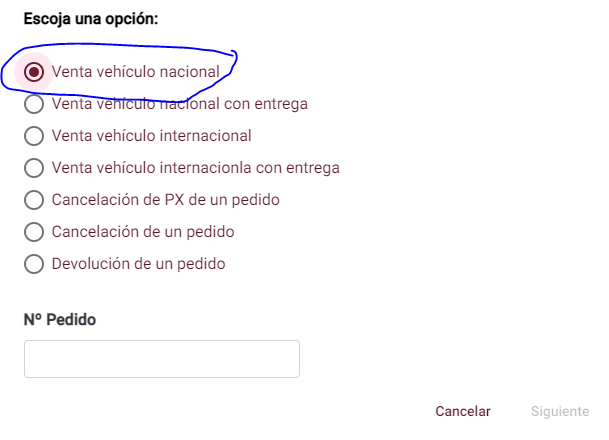 Escoja una opción:
Venta vehículo nacional
Venta vehículo nacional con entrega
Venta vehículo internacional
Venta vehículo internacionla con entrega
Cancelación de PX de un pedido
Cancelación de un pedido
Devolución de un pedido
Nº Pedido
Cancelar Siguiente